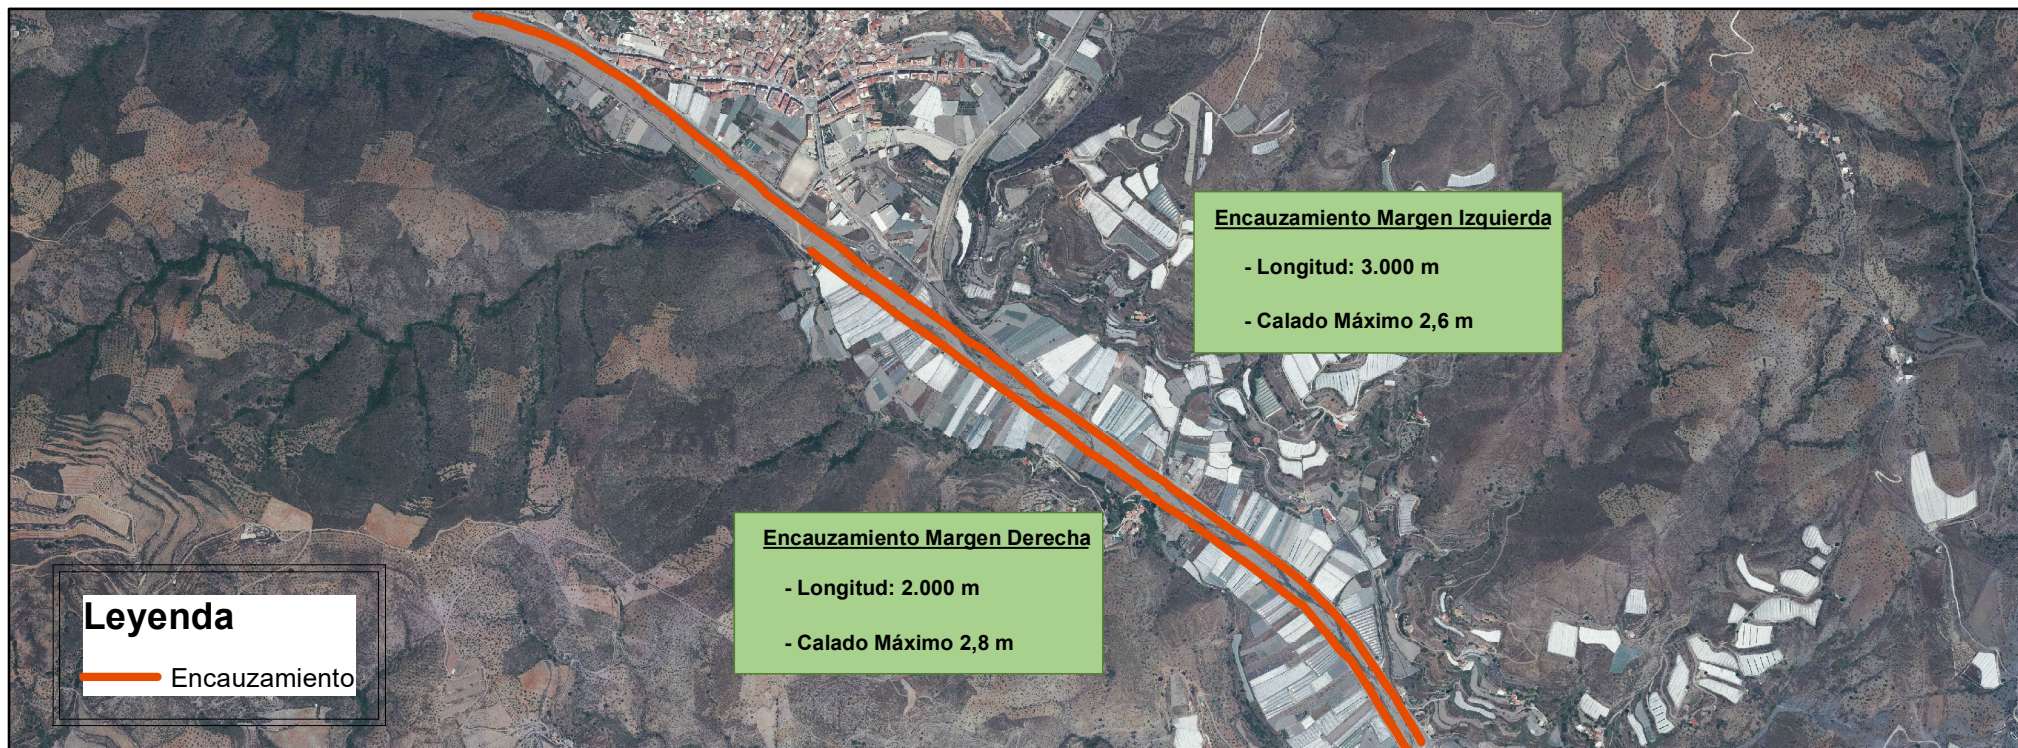 Encauzamiento Margen Izquierda
- Longitud: 3.000 m
- Calado Máximo 2,6 m
Encauzamiento Margen Derecha
- Longitud: 2.000 m
- Calado Máximo 2,8 m
Leyenda
Encauzamiento